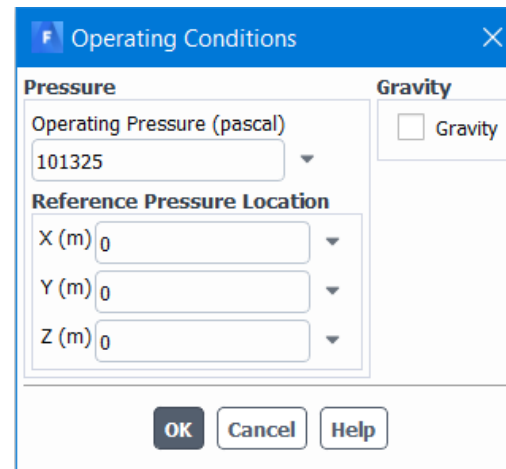 F Operating Conditions
Pressure
Gravity
Operating Pressure (pascal)
Gravity
101325
Reference Pressure Location
X (m) 0
Y (m) 0
Z (m) 0
OK Cancel Help